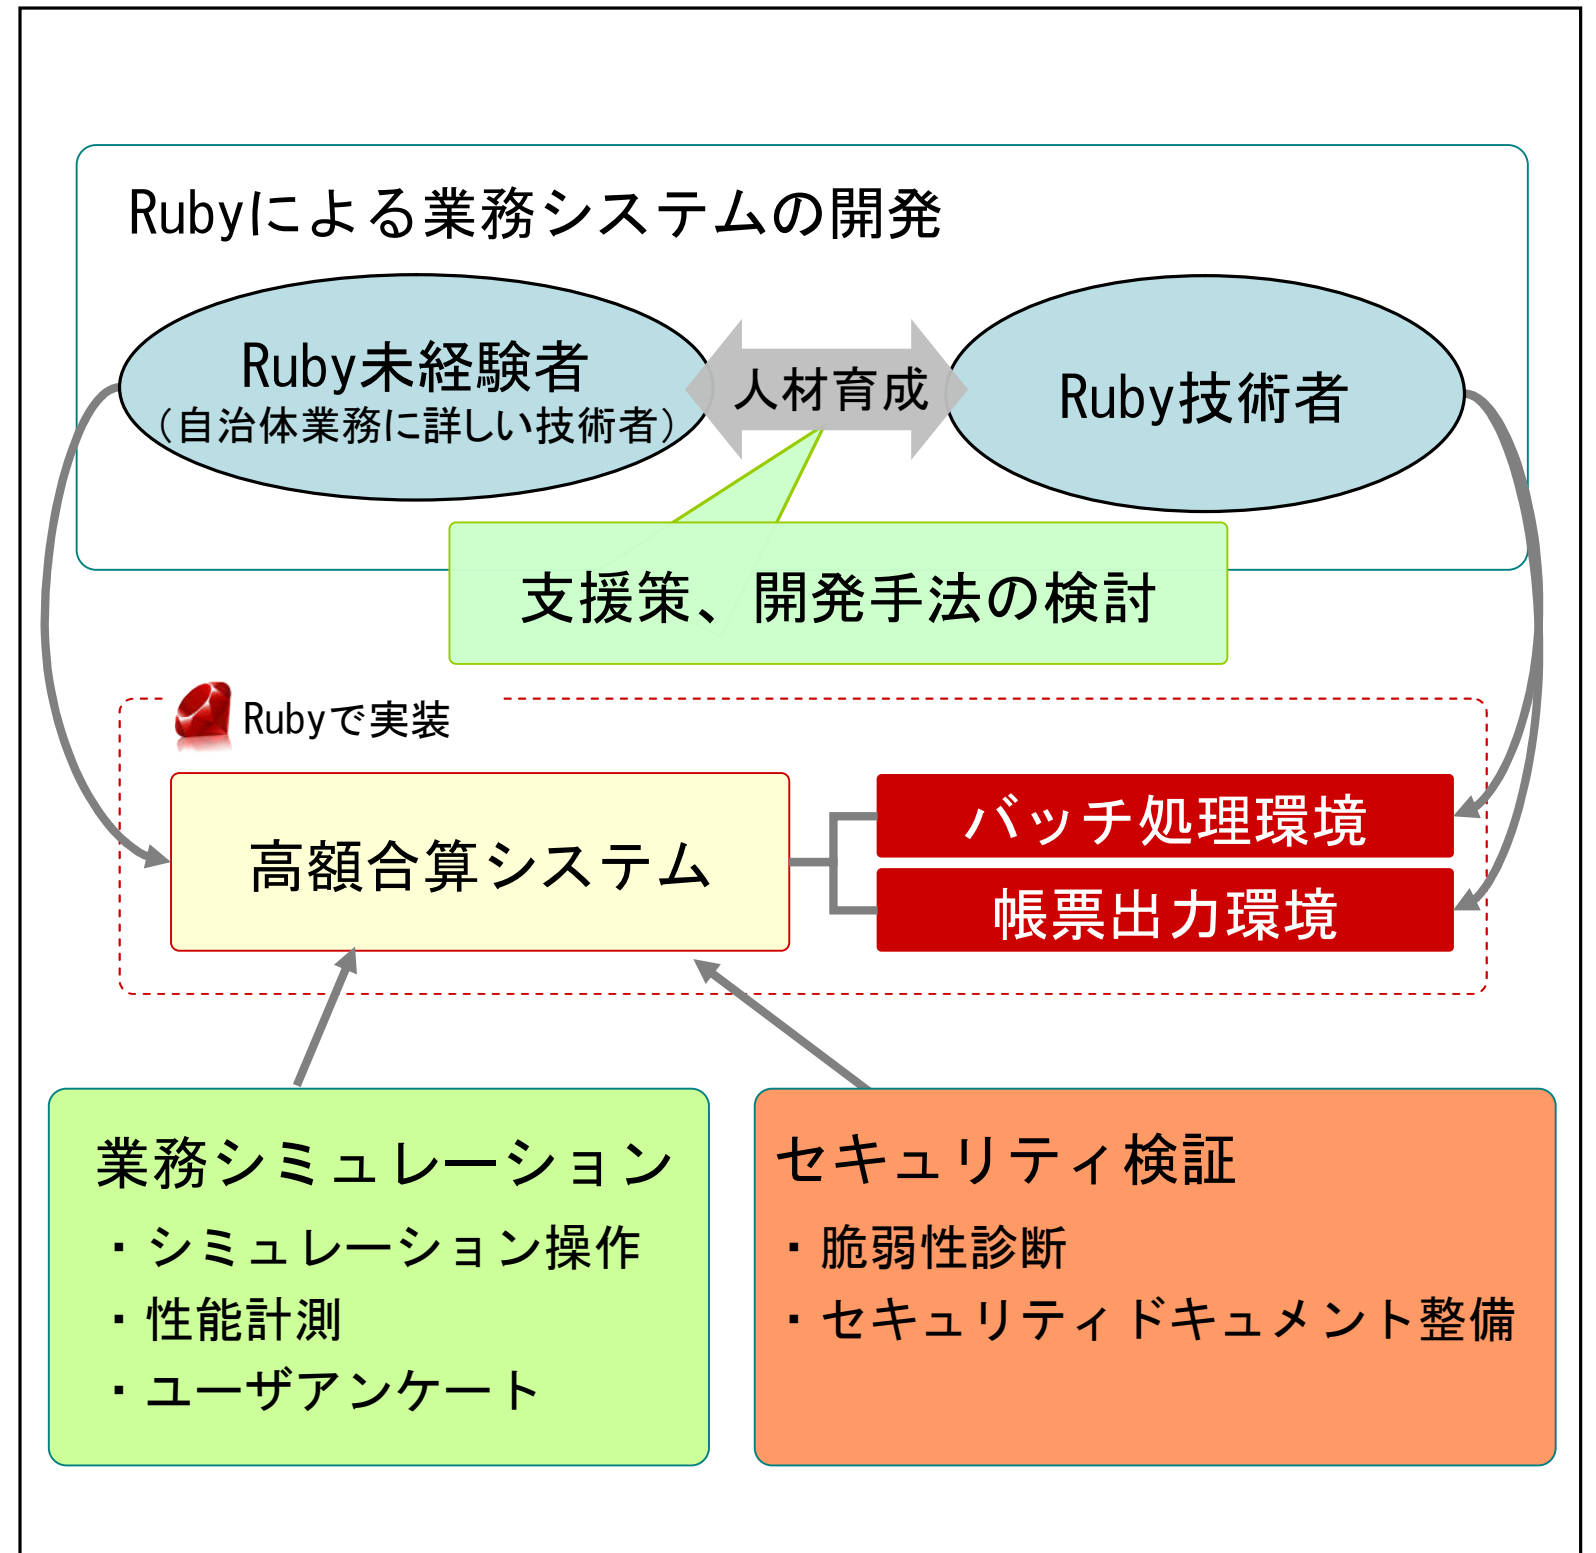 Rubyによる業務システムの開発
Ruby未経験者
（自治体業務に詳しい技術者）
人材育成
Ruby技術者
支援策、開発手法の検討
Rubyで実装
高額合算システム
バッチ処理環境
帳票出力環境
業務シミュレーション
・シミュレーション操作
・性能計測
・ユーザアンケート
セキュリティ検証
・脆弱性診断
・セキュリティドキュメント整備